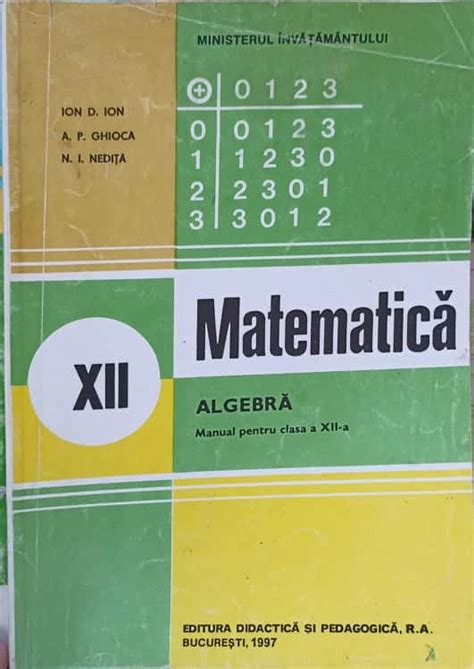 MINISTERUL ÎNVĂȚĂMÂNTULUI
ION D. ION
A. P. GHIOCA
N. I. NEDIȚĂ
⊕ 0 1 2 3
0 0 1 2 3
1 1 2 3 0
2 2 3 0 1
3 3 0 1 2
Matematică
XII
ALGEBRĂ
Manual pentru clasa a XII-a
EDITURA DIDACTICĂ ȘI PEDAGOGICĂ, R.A.
BUCUREȘTI, 1997